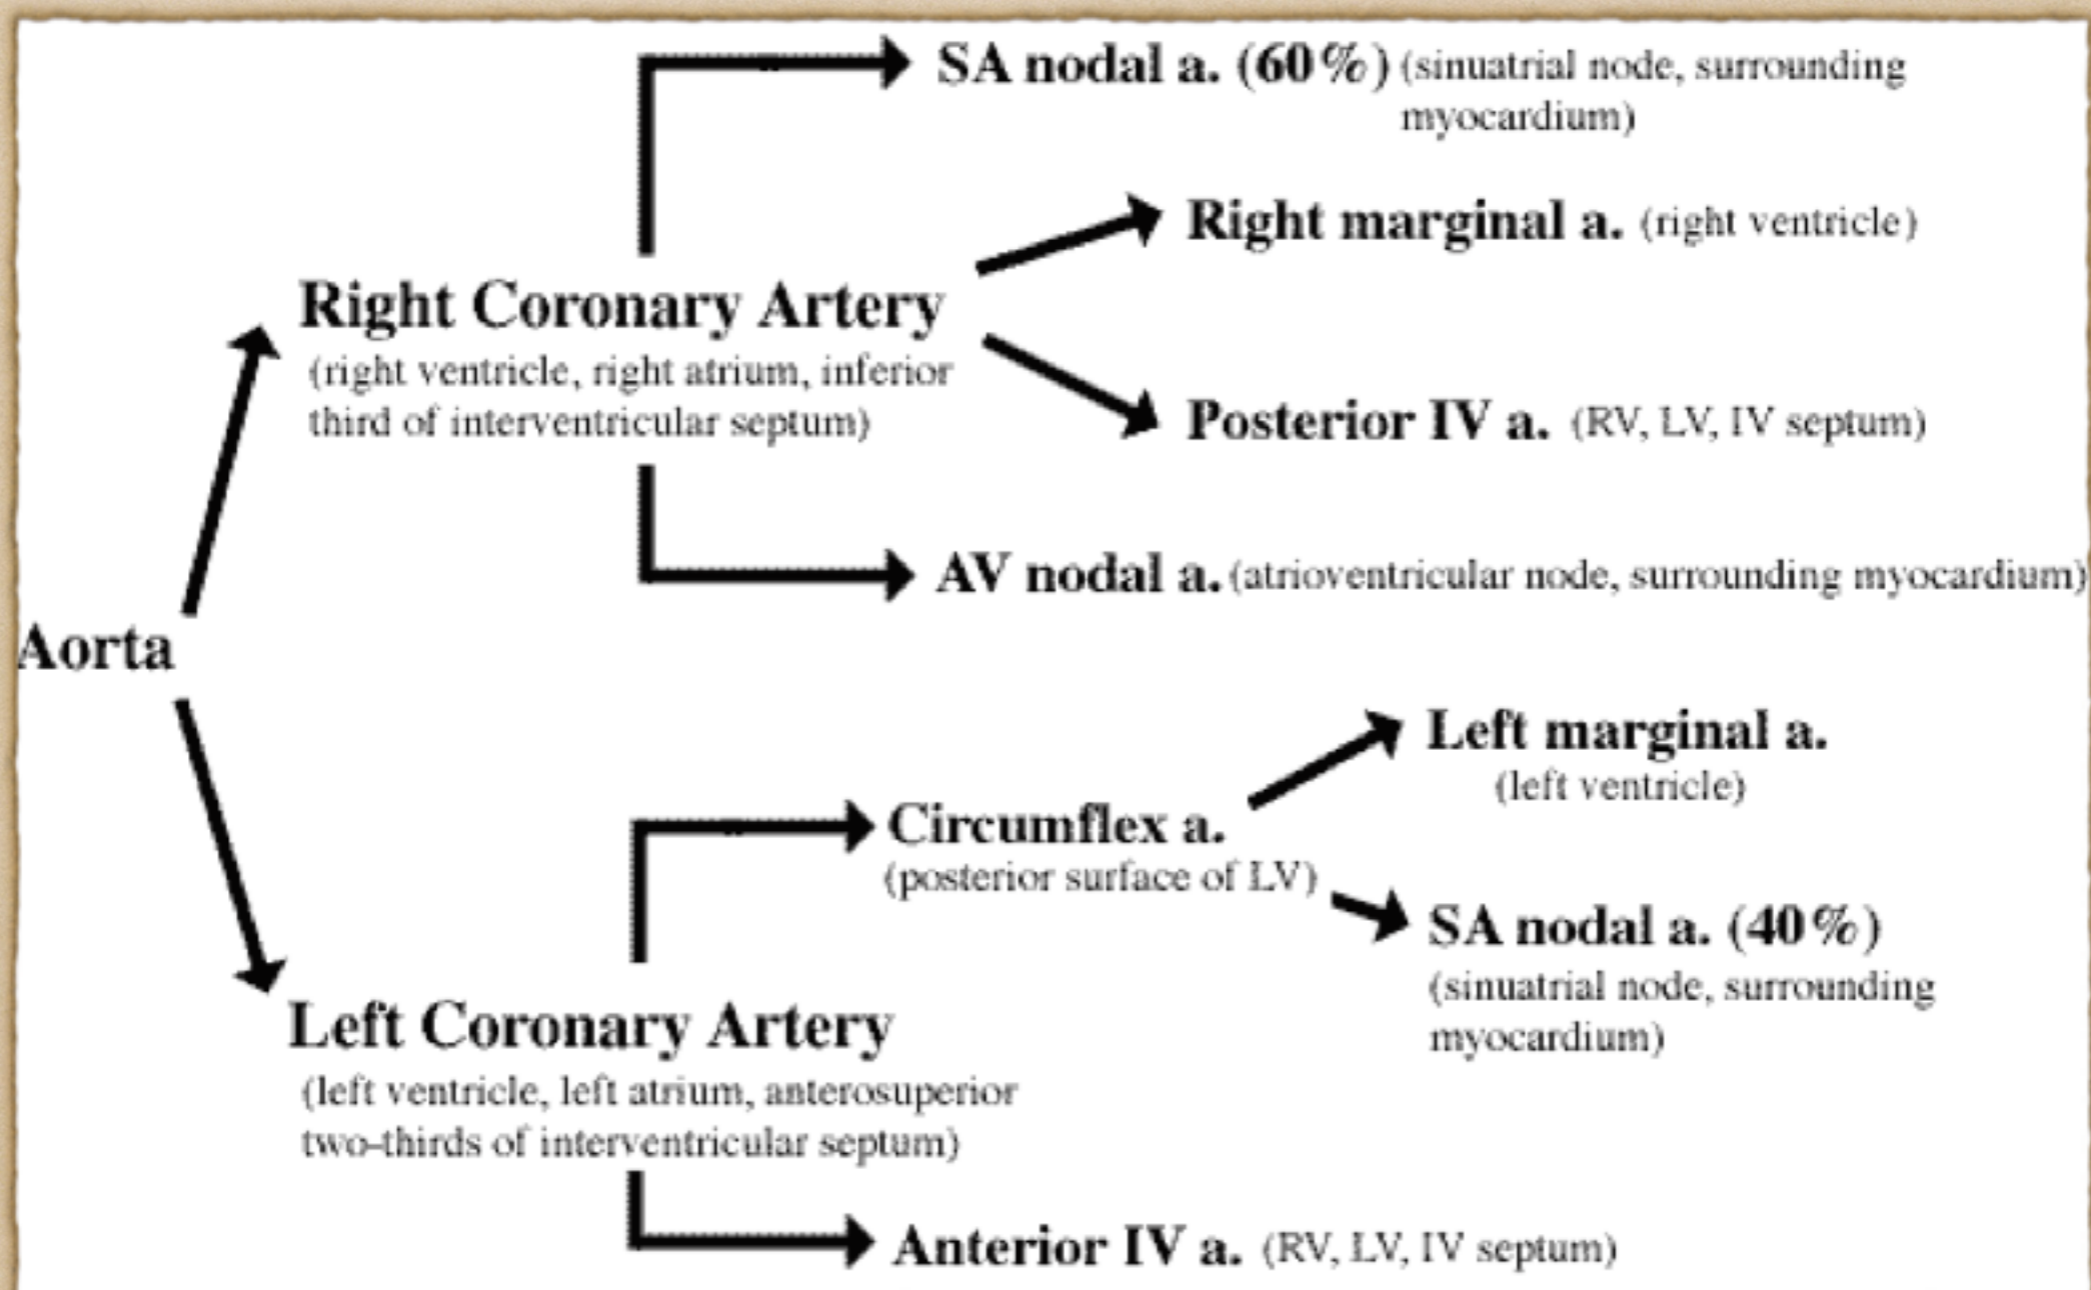 SA nodal a. (60%) (sinuatrial node, surrounding
myocardium)
Right marginal a. (right ventricle)
Right Coronary Artery
(right ventricle, right atrium, inferior
third of interventricular septum)
Posterior IV a. (RV, LV, IV septum)
AV nodal a. (atrioventricular node, surrounding myocardium)
Aorta
Left marginal a.
(left ventricle)
Circumflex a.
(posterior surface of LV)
SA nodal a. (40%)
(sinuatrial node, surrounding
myocardium)
Left Coronary Artery
(left ventricle, left atrium, anterosuperior
two-thirds of interventricular septum)
Anterior IV a. (RV, LV, IV septum)